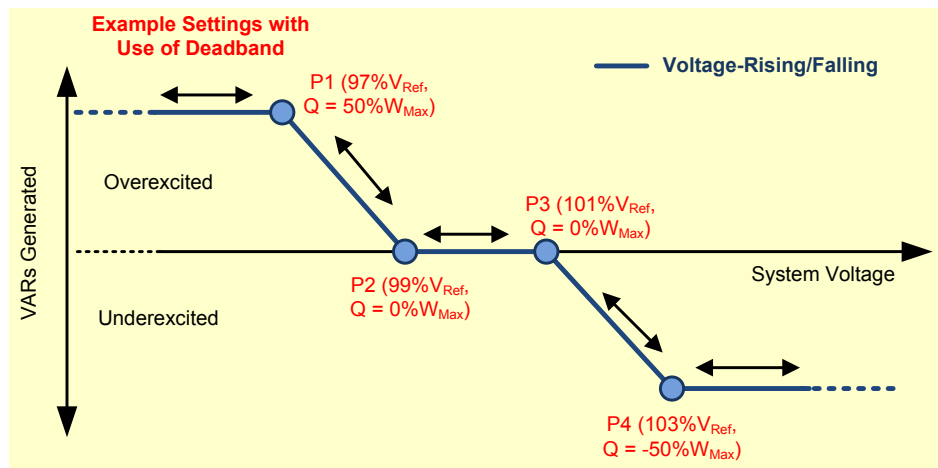 Example Settings with
Use of Deadband
P1 (97%VRef,
Q = 50%WMax)
Voltage-Rising/Falling
VARs Generated
Overexcited
P3 (101%VRef,
Q = 0%WMax)
System Voltage
P2 (99%VRef,
Q = 0%WMax)
Underexcited
P4 (103%VRef,
Q = -50%WMax)